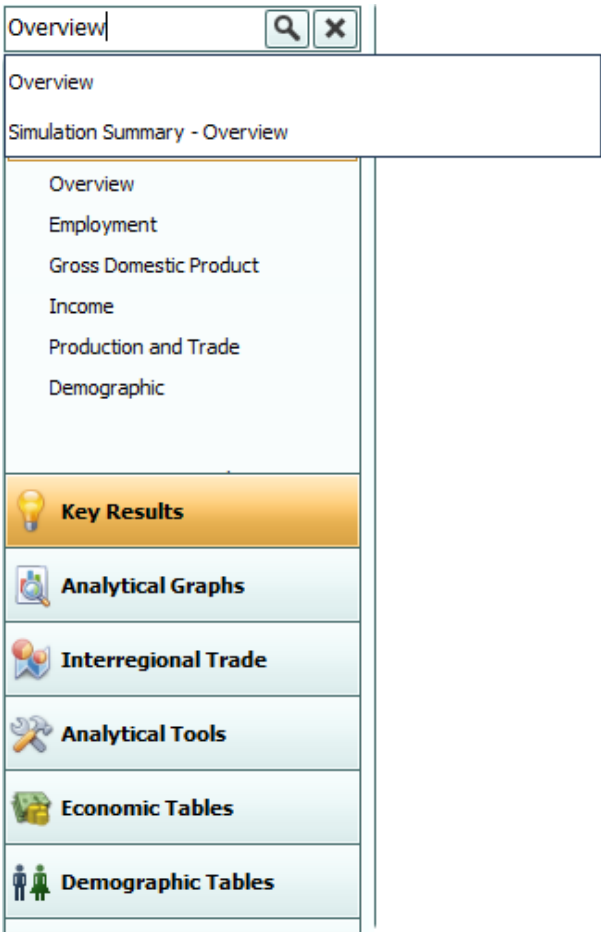 Overview
Overview
Simulation Summary - Overview
Overview
Employment
Gross Domestic Product
Income
Production and Trade
Demographic
Key Results
Analytical Graphs
Interregional Trade
Analytical Tools
Economic Tables
Demographic Tables